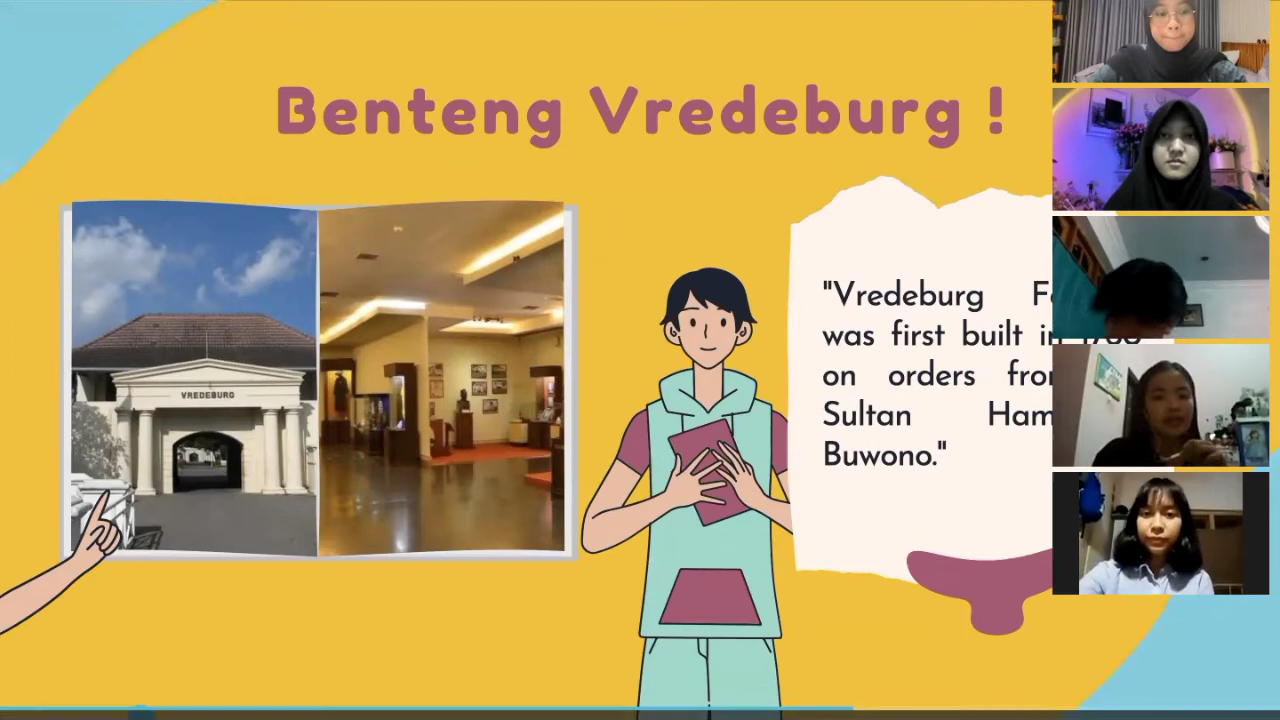 Benteng Vredeburg !
VREDEBURG
"Vredeburg
was first built in
on orders
Sultan
Buwono."